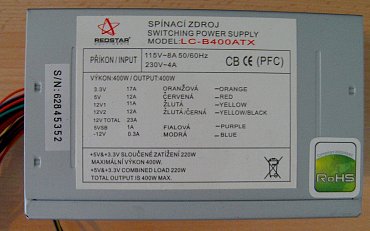 REDSTAR
SPÍNACÍ ZDROJ
SWITCHING POWER SUPPLY
MODEL:LC-B400ATX
PŘÍKON / INPUT
115V~8A 50/60Hz
230V~4A
CB CE (PFC)
VÝKON:400W / OUTPUT:400W
3.3V 17A ORANŽOVÁ - ORANGE
5V 12A ČERVENÁ - RED
12V1 11A ŽLUTÁ - YELLOW
12V2 12A ŽLUTÁ/ČERNÁ - YELLOW/BLACK
12V TOTAL 23A
5VSB 1A FIALOVÁ - PURPLE
-12V 0.3A MODRÁ - BLUE
+5V&+3.3V SLOUČENÉ ZATÍŽENÍ 220W
MAXIMÁLNÍ VÝKON 400W.
+5V&+3.3V COMBINED LOAD 220W
TOTAL OUTPUT IS 400W MAX.
S/N:62845352
RoHS